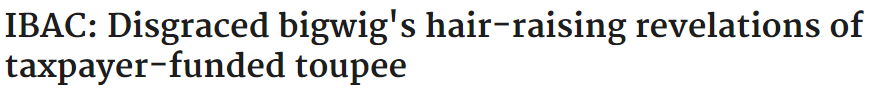 IBAC: Disgraced bigwig's hair-raising revelations of
taxpayer-funded toupee